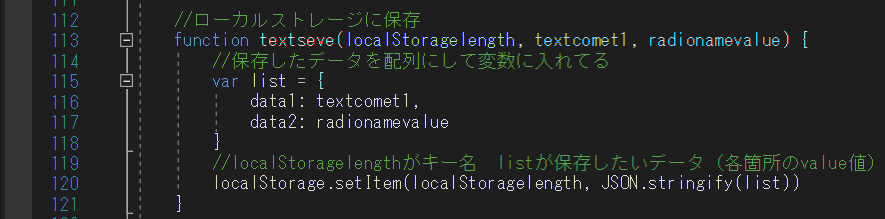 112 //ローカルストレージに保存
113 function textseve(localStoragelength, textcomet1, radionamevalue) {
114 //保存したデータを配列にして変数に入れてる
115 var list = {
116 data1: textcomet1,
117 data2: radionamevalue
118 }
119 //localStoragelengthがキー名　listが保存したいデータ（各箇所のvalue値）
120 localStorage.setItem(localStoragelength, JSON.stringify(list))
121 }